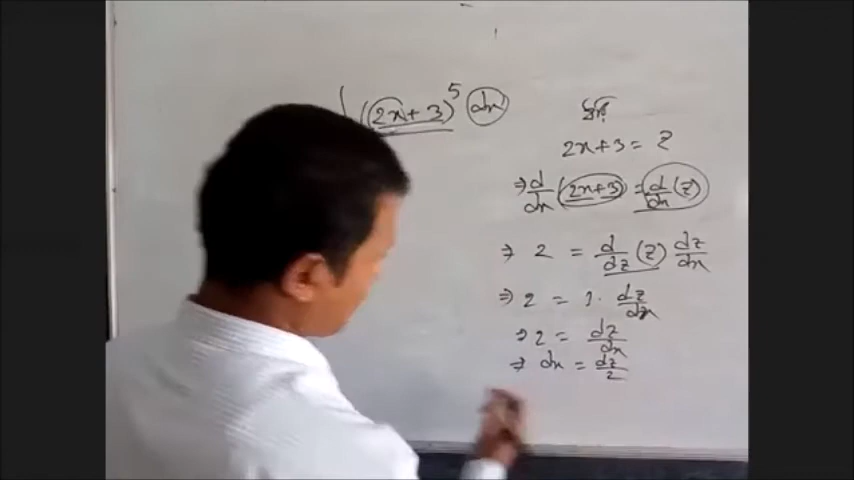 ∫(2x+3)^5 dx
ধরি
2x+3 = z
⇒ d/dx (2x+3) = d/dx (z)
⇒ 2 = d/dz (z) dz/dx
⇒ 2 = 1. dz/dx
⇒ 2 = dz/dx
⇒ dx = dz/2